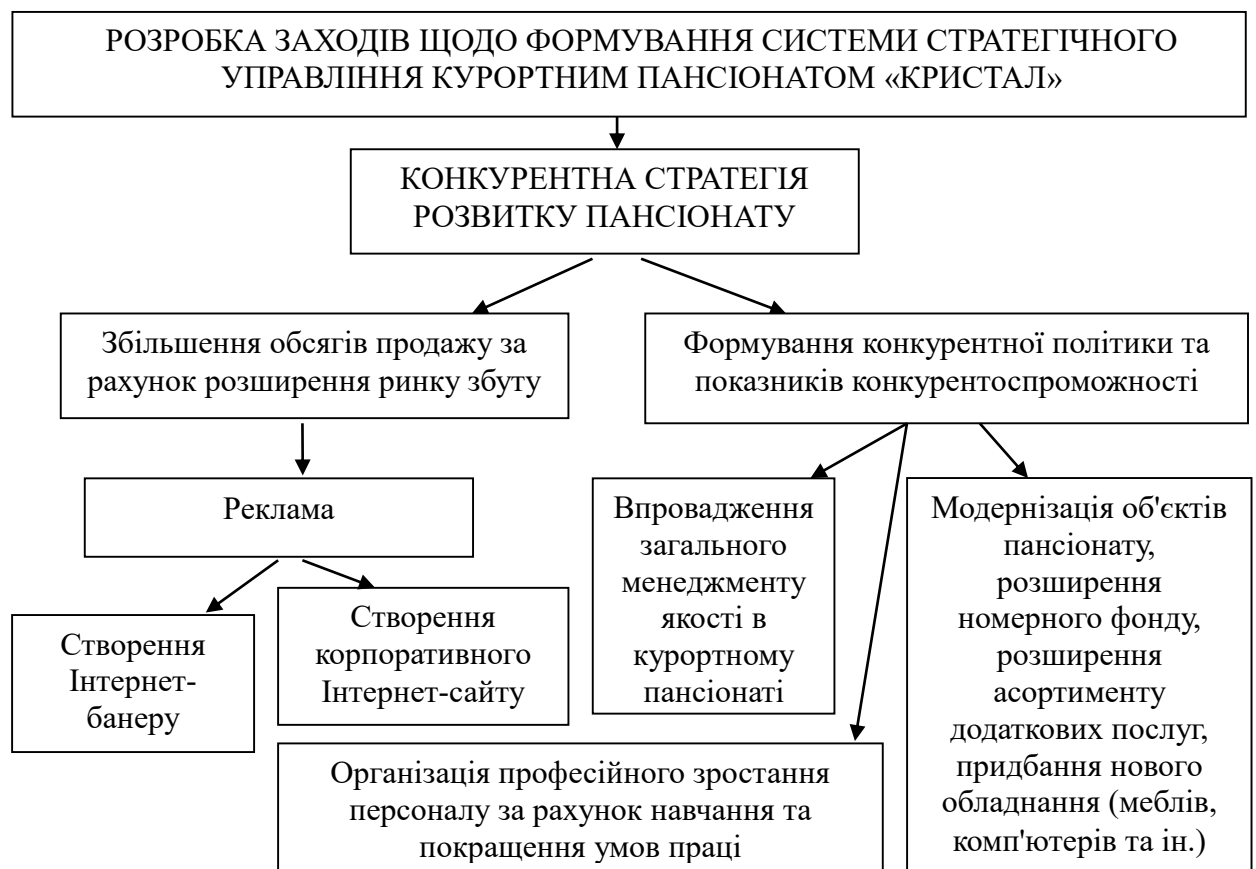 РОЗРОБКА ЗАХОДІВ ЩОДО ФОРМУВАННЯ СИСТЕМИ СТРАТЕГІЧНОГО
УПРАВЛІННЯ КУРОРТНИМ ПАНСІОНАТОМ «КРИСТАЛ»
КОНКУРЕНТНА СТРАТЕГІЯ
РОЗВИТКУ ПАНСІОНАТУ
Збільшення обсягів продажу за
рахунок розширення ринку збуту
Формування конкурентної політики та
показників конкурентоспроможності
Реклама
Створення
Інтернет-
банеру
Створення
корпоративного
Інтернет-сайту
Впровадження
загального
менеджменту
якості в
курортному
пансіонаті
Модернізація об'єктів
пансіонату,
розширення
номерного фонду,
розширення
асортименту
додаткових послуг,
придбання нового
обладнання (меблів,
комп'ютерів та ін.)
Організація професійного зростання
персоналу за рахунок навчання та
покращення умов праці